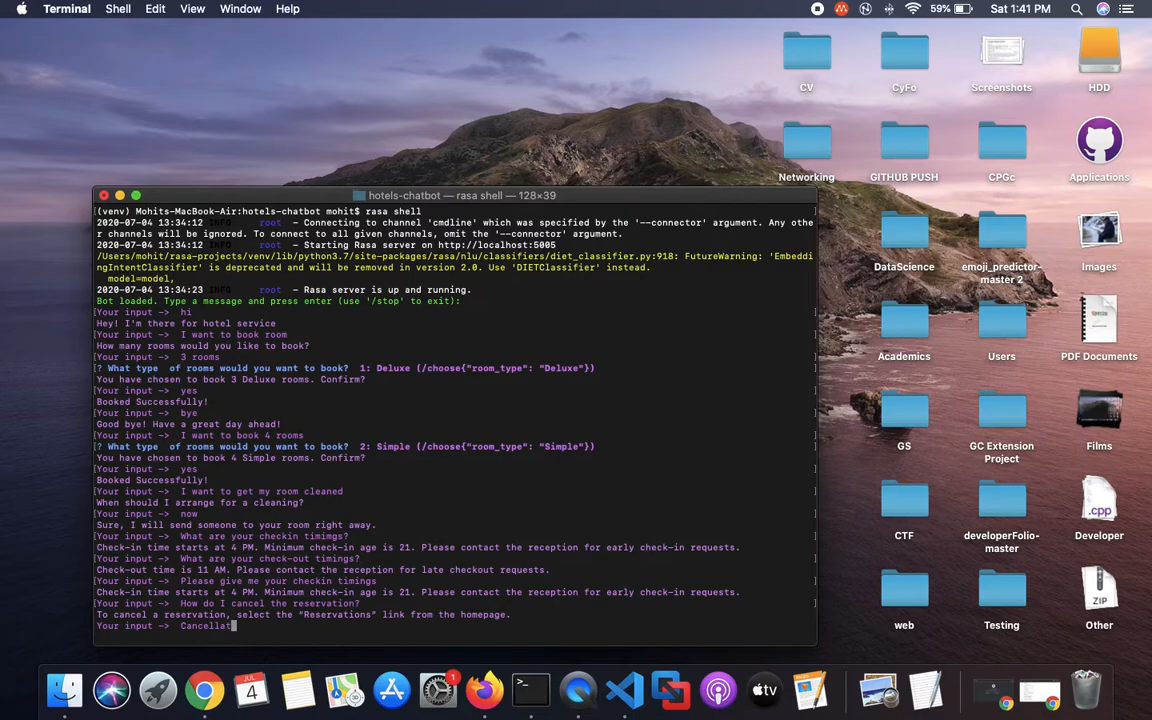 Terminal Shell Edit View Window Help 59% Sat 1:41 PM
CV CyFo Screenshots HDD
Networking GITHUB PUSH CPGc Applications
DataScience emoji_predictor-master 2 Images
Academics Users PDF Documents
GS GC Extension Project Films
.cpp
CTF developerFolio-master Developer
ZIP
web Testing Other
hotels-chatbot — rasa shell — 128×39
[(venv) Mohits-MacBook-Air:hotels-chatbot mohit$ rasa shell
2020-07-04 13:34:12 INFO root - Connecting to channel 'cmdline' which was specified by the '--connector' argument. Any othe
r channels will be ignored. To connect to all given channels, omit the '--connector' argument.
2020-07-04 13:34:12 INFO root - Starting Rasa server on http://localhost:5005
/Users/mohit/rasa-projects/venv/lib/python3.7/site-packages/rasa/nlu/classifiers/diet_classifier.py:918: FutureWarning: 'Embedd
ingIntentClassifier' is deprecated and will be removed in version 2.0. Use 'DIETClassifier' instead.
model=model,
2020-07-04 13:34:23 INFO root - Rasa server is up and running.
Bot loaded. Type a message and press enter (use '/stop' to exit):
[Your input -> hi ]
Hey! I'm there for hotel service
[Your input -> I want to book room ]
How many rooms would you like to book?
[Your input -> 3 rooms ]
[? What type of rooms would you want to book? 1: Deluxe (/choose{"room_type": "Deluxe"}) ]
You have chosen to book 3 Deluxe rooms. Confirm?
[Your input -> yes ]
Booked Successfully!
[Your input -> bye ]
Good bye! Have a great day ahead!
[Your input -> I want to book 4 rooms ]
[? What type of rooms would you want to book? 2: Simple (/choose{"room_type": "Simple"}) ]
You have chosen to book 4 Simple rooms. Confirm?
[Your input -> yes ]
Booked Successfully!
[Your input -> I want to get my room cleaned ]
When should I arrange for a cleaning?
[Your input -> now ]
Sure, I will send someone to your room right away.
[Your input -> What are your checkin timimgs? ]
Check-in time starts at 4 PM. Minimum check-in age is 21. Please contact the reception for early check-in requests.
[Your input -> What are your check-out timings? ]
Check-out time is 11 AM. Please contact the reception for late checkout requests.
[Your input -> Please give me your checkin timings ]
Check-in time starts at 4 PM. Minimum check-in age is 21. Please contact the reception for early check-in requests.
[Your input -> How do I cancel the reservation? ]
To cancel a reservation, select the “Reservations” link from the homepage.
Your input -> Cancellat
JUL
4
1
tv